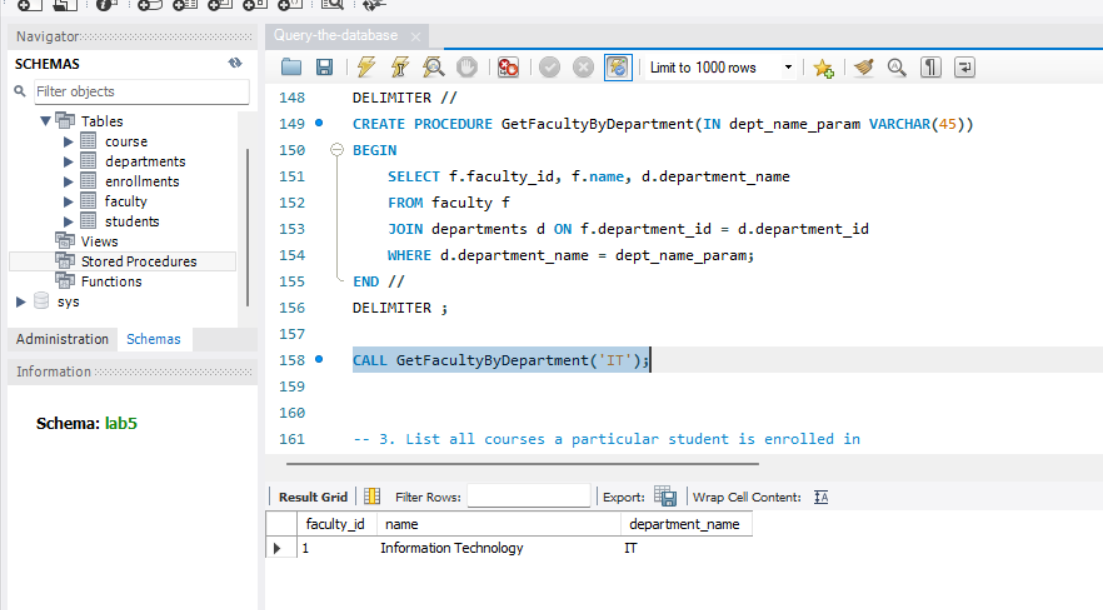 Navigator
SCHEMAS
Filter objects
Tables
course
departments
enrollments
faculty
students
Views
Stored Procedures
Functions
sys
Administration Schemas
Information
Schema: lab5
Query-the-database
Limit to 1000 rows
148 DELIMITER //
149 CREATE PROCEDURE GetFacultyByDepartment(IN dept_name_param VARCHAR(45))
150 BEGIN
151 SELECT f.faculty_id, f.name, d.department_name
152 FROM faculty f
153 JOIN departments d ON f.department_id = d.department_id
154 WHERE d.department_name = dept_name_param;
155 END //
156 DELIMITER ;
157
158 CALL GetFacultyByDepartment('IT');
159
160
161 -- 3. List all courses a particular student is enrolled in
Result Grid Filter Rows: Export: Wrap Cell Content:
faculty_id name department_name
1 Information Technology IT